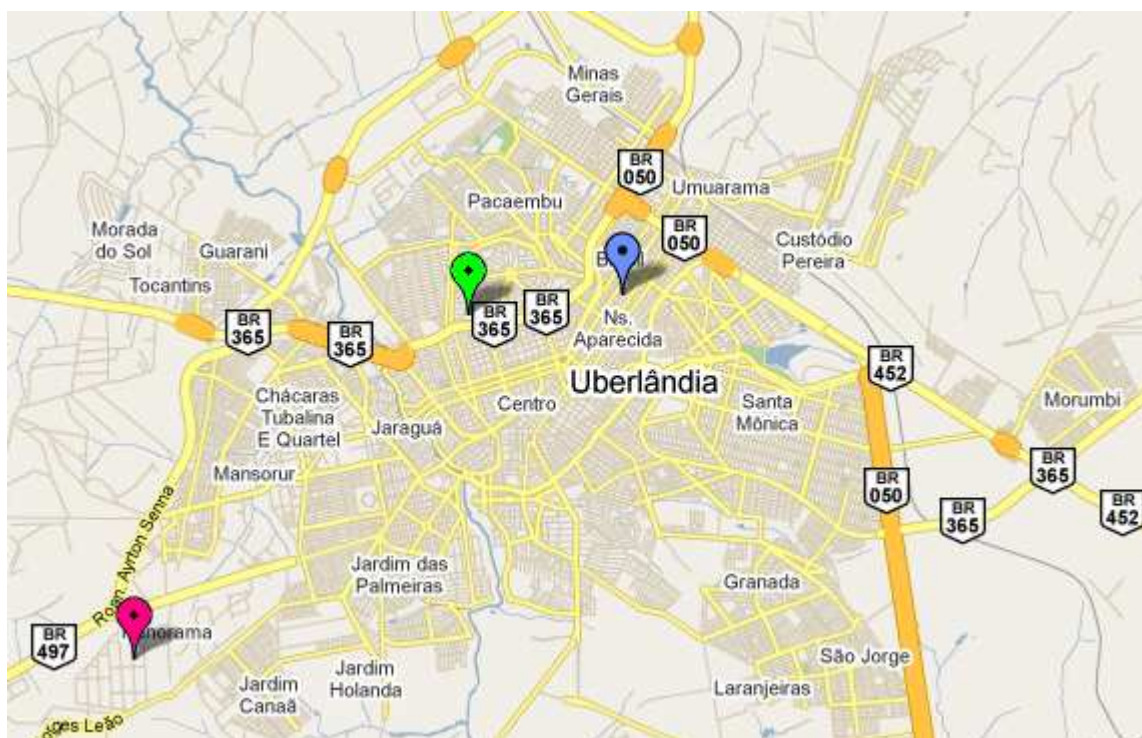 Minas
Gerais
BR
050
Umuarama
Pacaembu
BR
050
Morada
do Sol
Guarani
Custódio
Pereira
Tocantins
BR
365
BR
365
BR
365
BR
365
Ns.
Aparecida
BR
452
Uberlândia
Chácaras
Tubalina
E Quartel
Centro
Jaraguá
Santa
Mônica
Morumbi
BR
365
Mansorur
BR
050
BR
365
BR
452
Rodn. Ayrton Senna
Jardim das
Palmeiras
Granada
BR
497
São Jorge
Jardim
Holanda
Jardim
Canaã
Laranjeiras